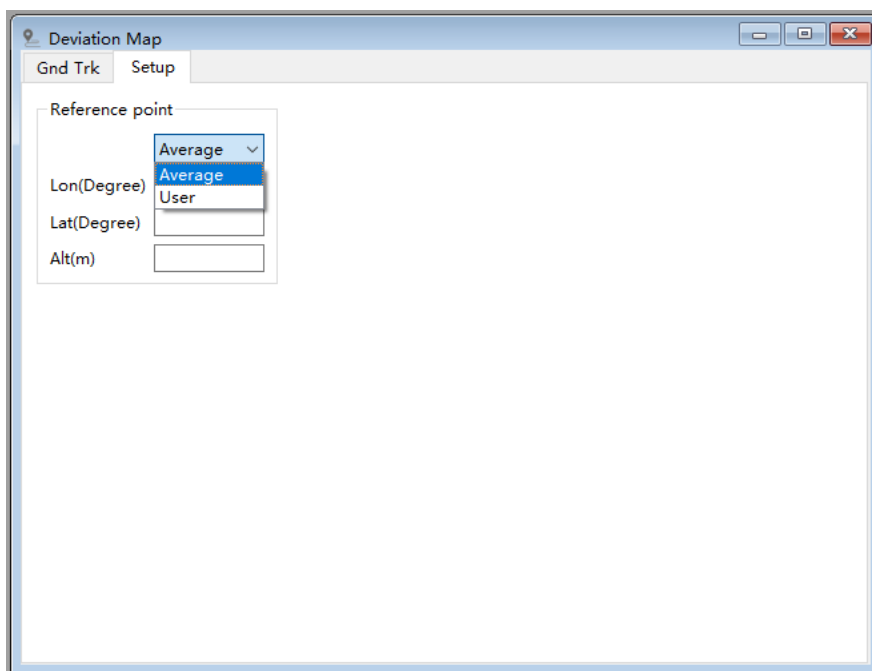 Deviation Map
Gnd Trk Setup
Reference point
Average
Average
Lon(Degree)
User
Lat(Degree)
Alt(m)